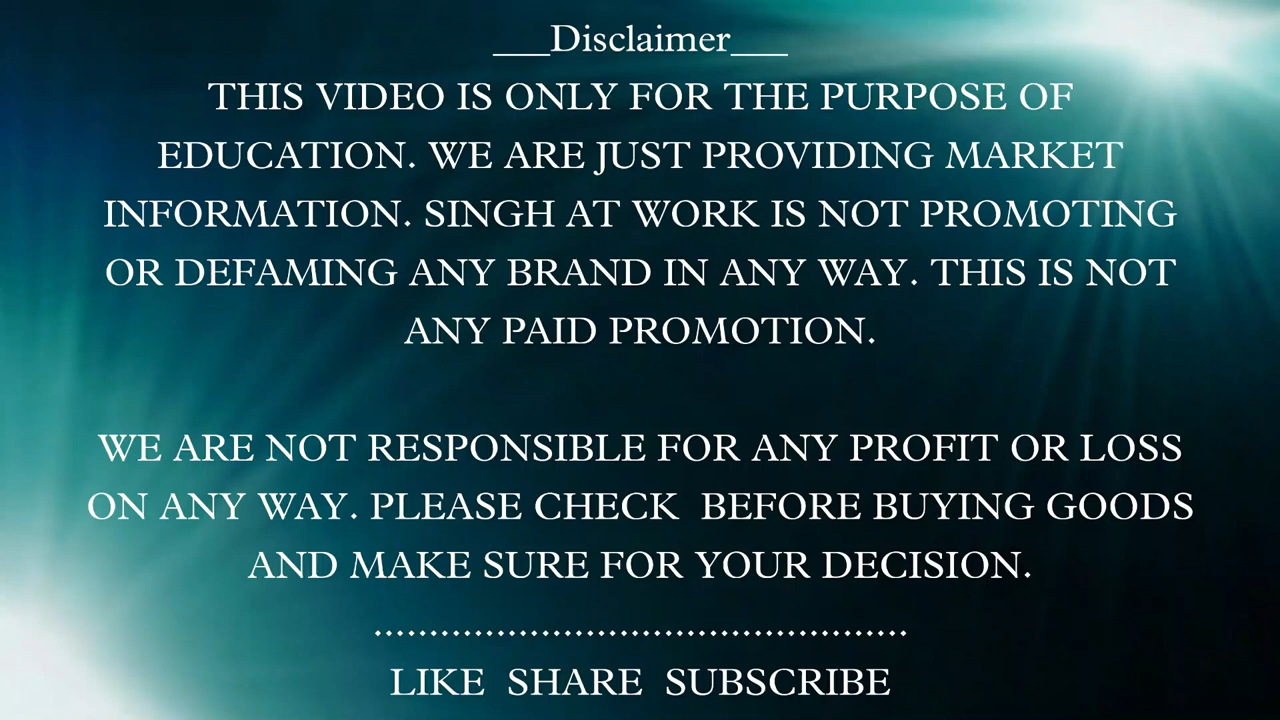 ___Disclaimer___
THIS VIDEO IS ONLY FOR THE PURPOSE OF
EDUCATION. WE ARE JUST PROVIDING MARKET
INFORMATION. SINGH AT WORK IS NOT PROMOTING
OR DEFAMING ANY BRAND IN ANY WAY. THIS IS NOT
ANY PAID PROMOTION.
WE ARE NOT RESPONSIBLE FOR ANY PROFIT OR LOSS
ON ANY WAY. PLEASE CHECK  BEFORE BUYING GOODS
AND MAKE SURE FOR YOUR DECISION.
................................................
LIKE  SHARE  SUBSCRIBE